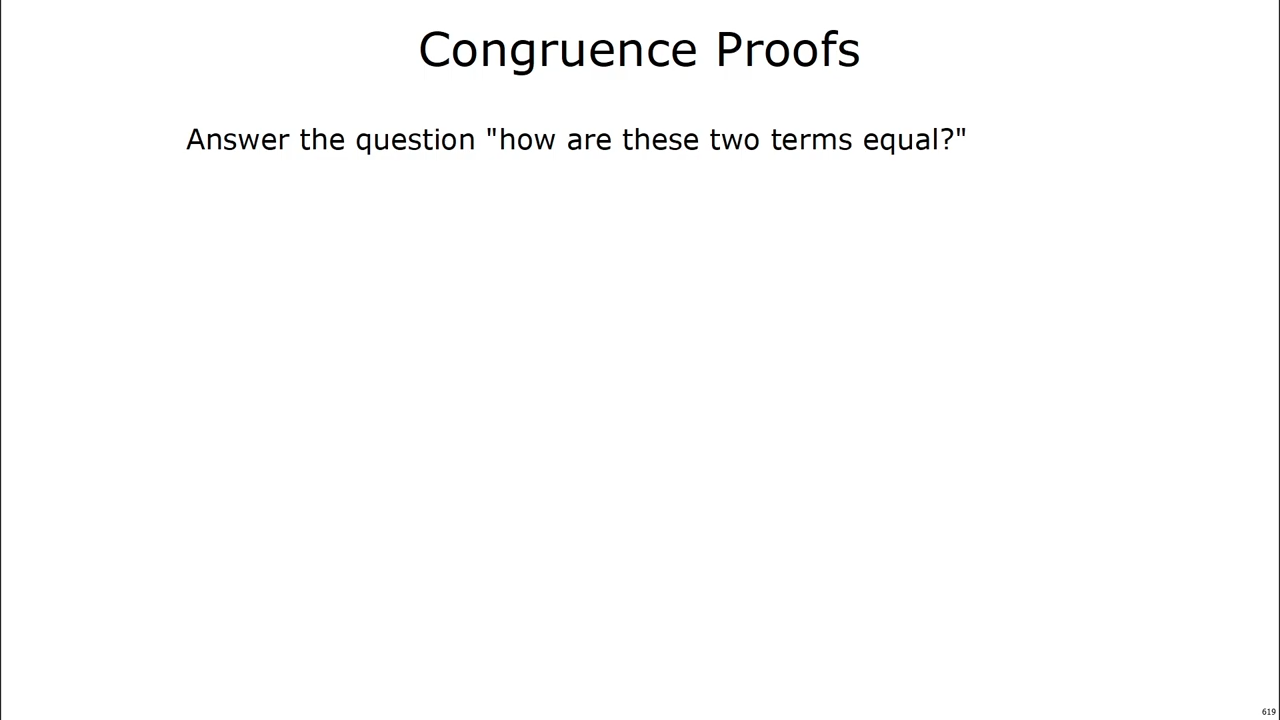 Congruence Proofs
Answer the question "how are these two terms equal?"
619